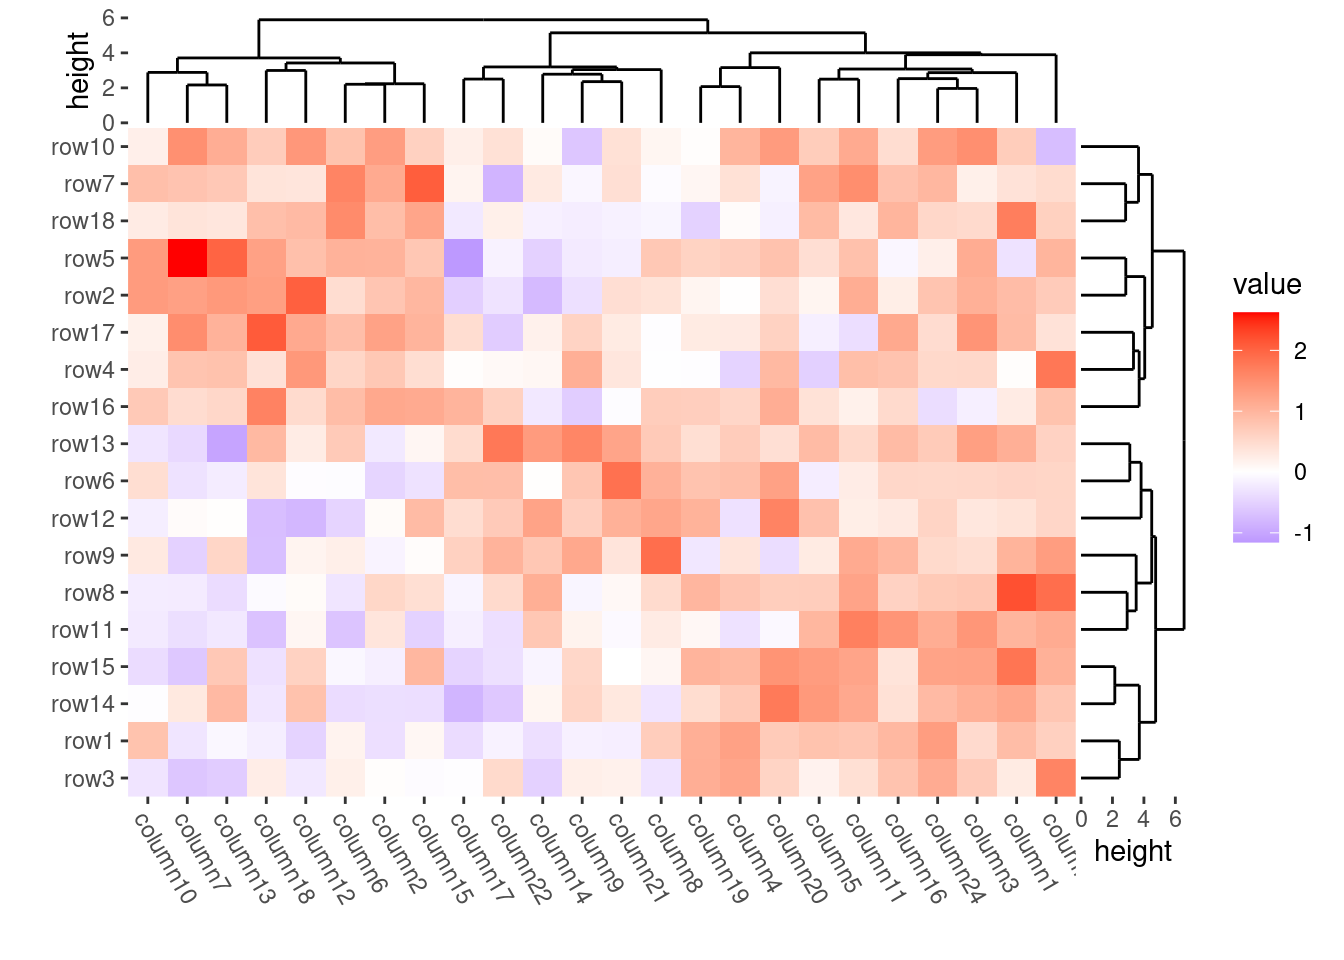 6
4
2
0
height
row10
row7
row18
row5
row2
row17
row4
row16
row13
row6
row12
row9
row8
row11
row15
row14
row1
row3
column10
column7
column13
column18
column12
column6
column2
column15
column17
column22
column14
column9
column21
column8
column19
column4
column20
column5
column11
column16
column24
column3
column1
0 2 4 6
height
value
2
1
0
-1